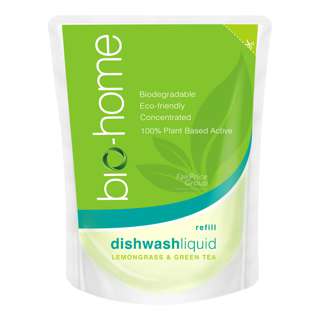 bio-home
Biodegradable
Eco-friendly
Concentrated
100% Plant Based Active
FairPrice
Group
refill
dishwashliquid
LEMONGRASS & GREEN TEA